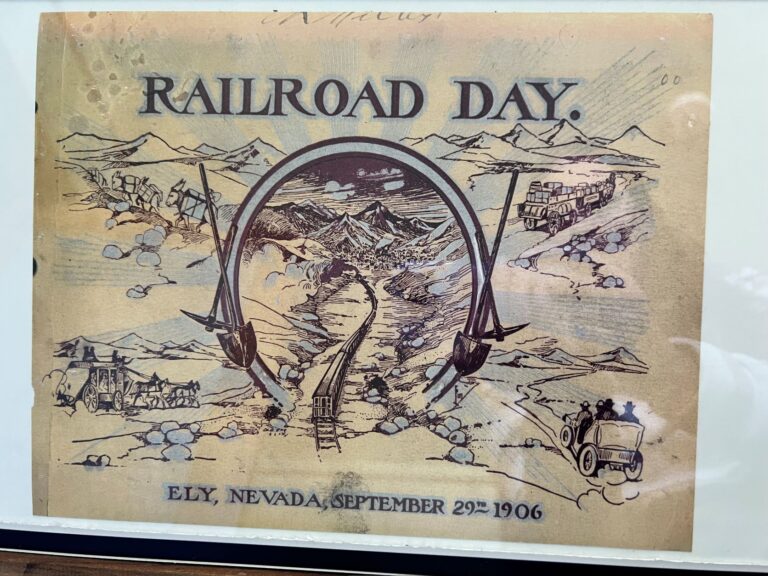 RAILROAD DAY.
ELY, NEVADA, SEPTEMBER 29TH 1906